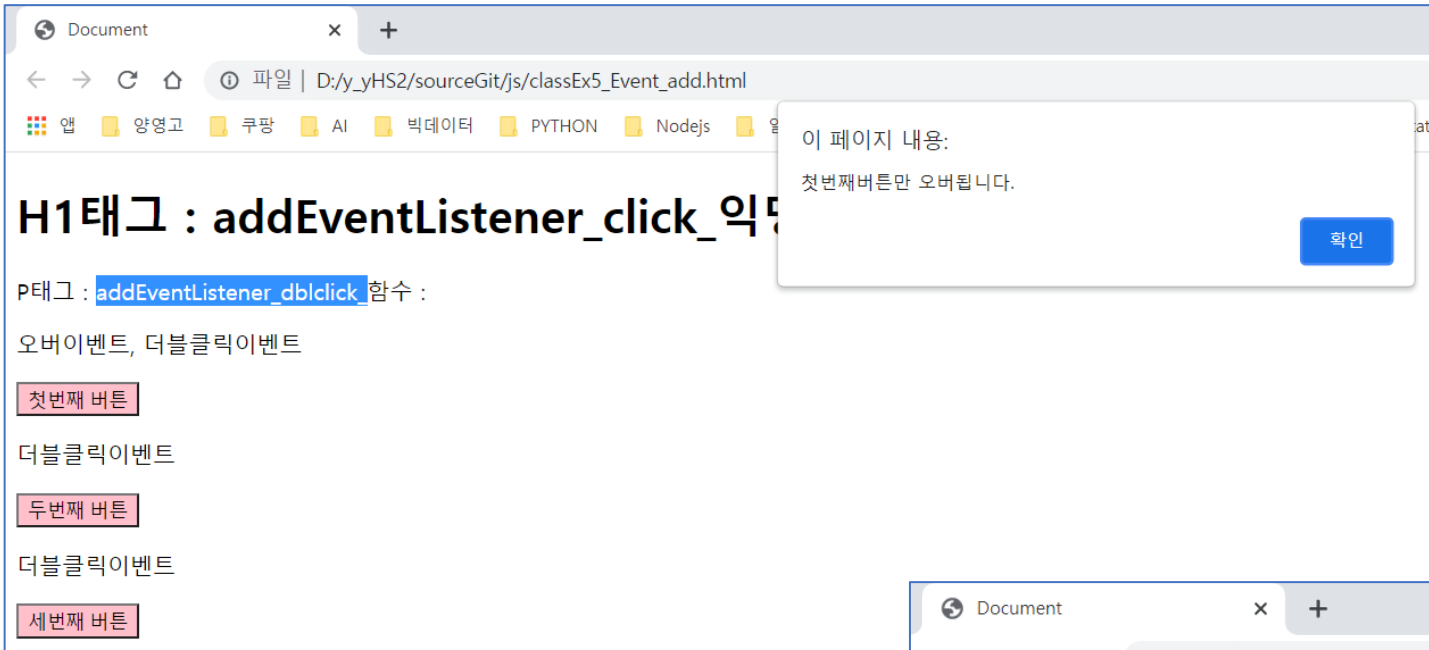 Document
파일 | D:/y_yHS2/sourceGit/js/classEx5_Event_add.html
앱 양영고 쿠팡 AI 빅데이터 PYTHON Nodejs
이 페이지 내용:
첫번째버튼만 오버됩니다.
확인
H1태그 : addEventListener_click_
P태그 : addEventListener_dblclick_함수 :
오버이벤트, 더블클릭이벤트
첫번째 버튼
더블클릭이벤트
두번째 버튼
더블클릭이벤트
세번째 버튼
Document